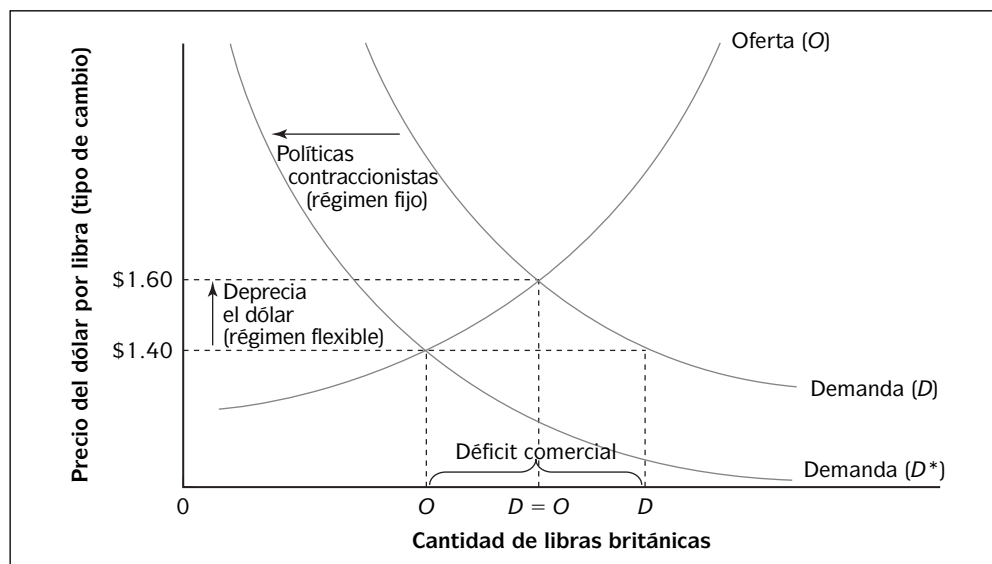 Precio del dólar por libra (tipo de cambio)
Oferta (O)
Políticas
contraccionistas
(régimen fijo)
$1.60
Deprecia
el dólar
(régimen flexible)
$1.40
Demanda (D)
Déficit comercial
Demanda (D*)
0
O
D = O
D
Cantidad de libras británicas